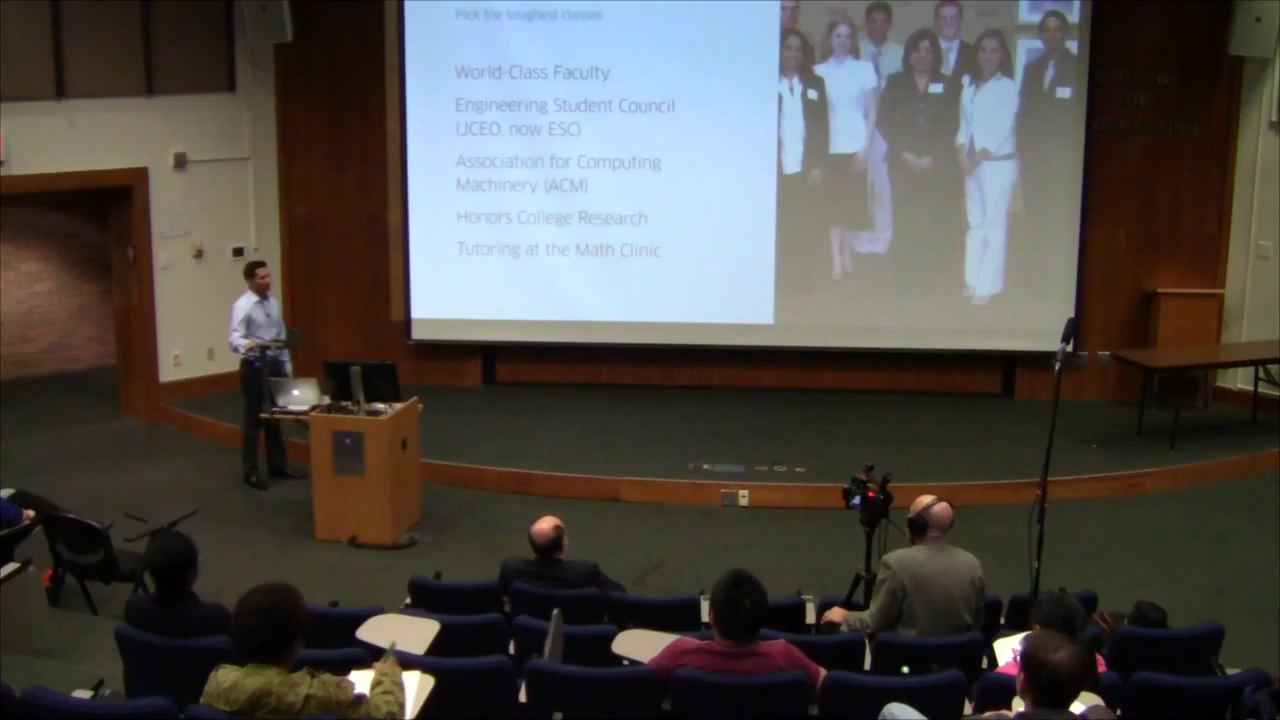 Pick the toughest classes
World-Class Faculty
Engineering Student Council
(JCEO, now ESC)
Association for Computing
Machinery (ACM)
Honors College Research
Tutoring at the Math Clinic